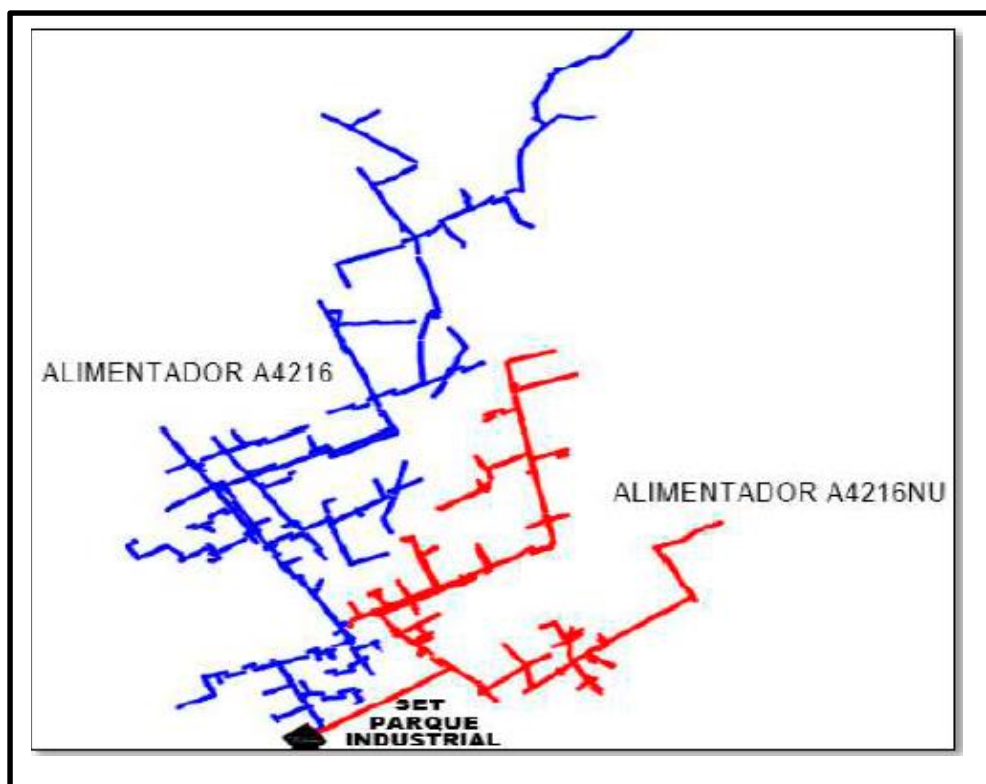 ALIMENTADOR A4216
ALIMENTADOR A4216NU
SET
PARQUE
INDUSTRIAL